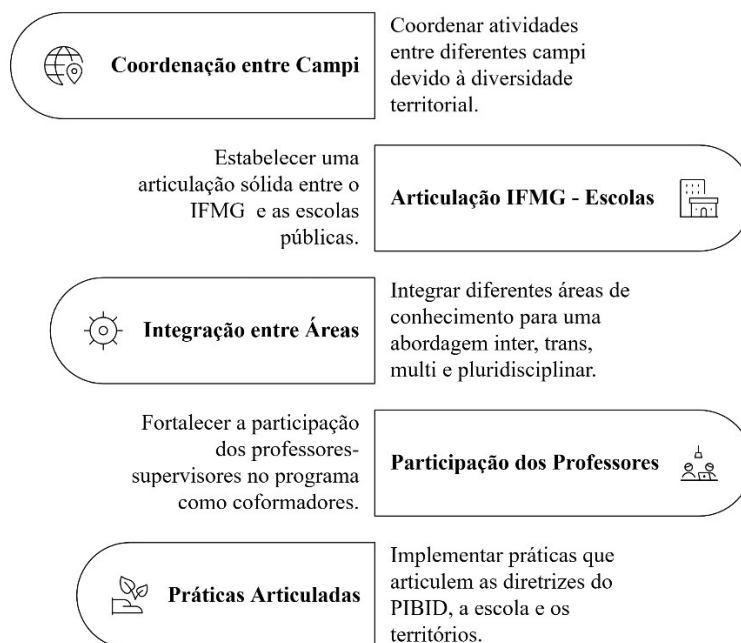 Coordenação entre Campi
Coordenar atividades
entre diferentes campi
devido à diversidade
territorial.
Estabelecer uma
articulação sólida entre o
IFMG e as escolas
públicas.
Articulação IFMG - Escolas
Integração entre Áreas
Integrar diferentes áreas de
conhecimento para uma
abordagem inter, trans,
multi e pluridisciplinar.
Fortalecer a participação
dos professores-
supervisores no programa
como coformadores.
Participação dos Professores
Práticas Articuladas
Implementar práticas que
articulem as diretrizes do
PIBID, a escola e os
territórios.